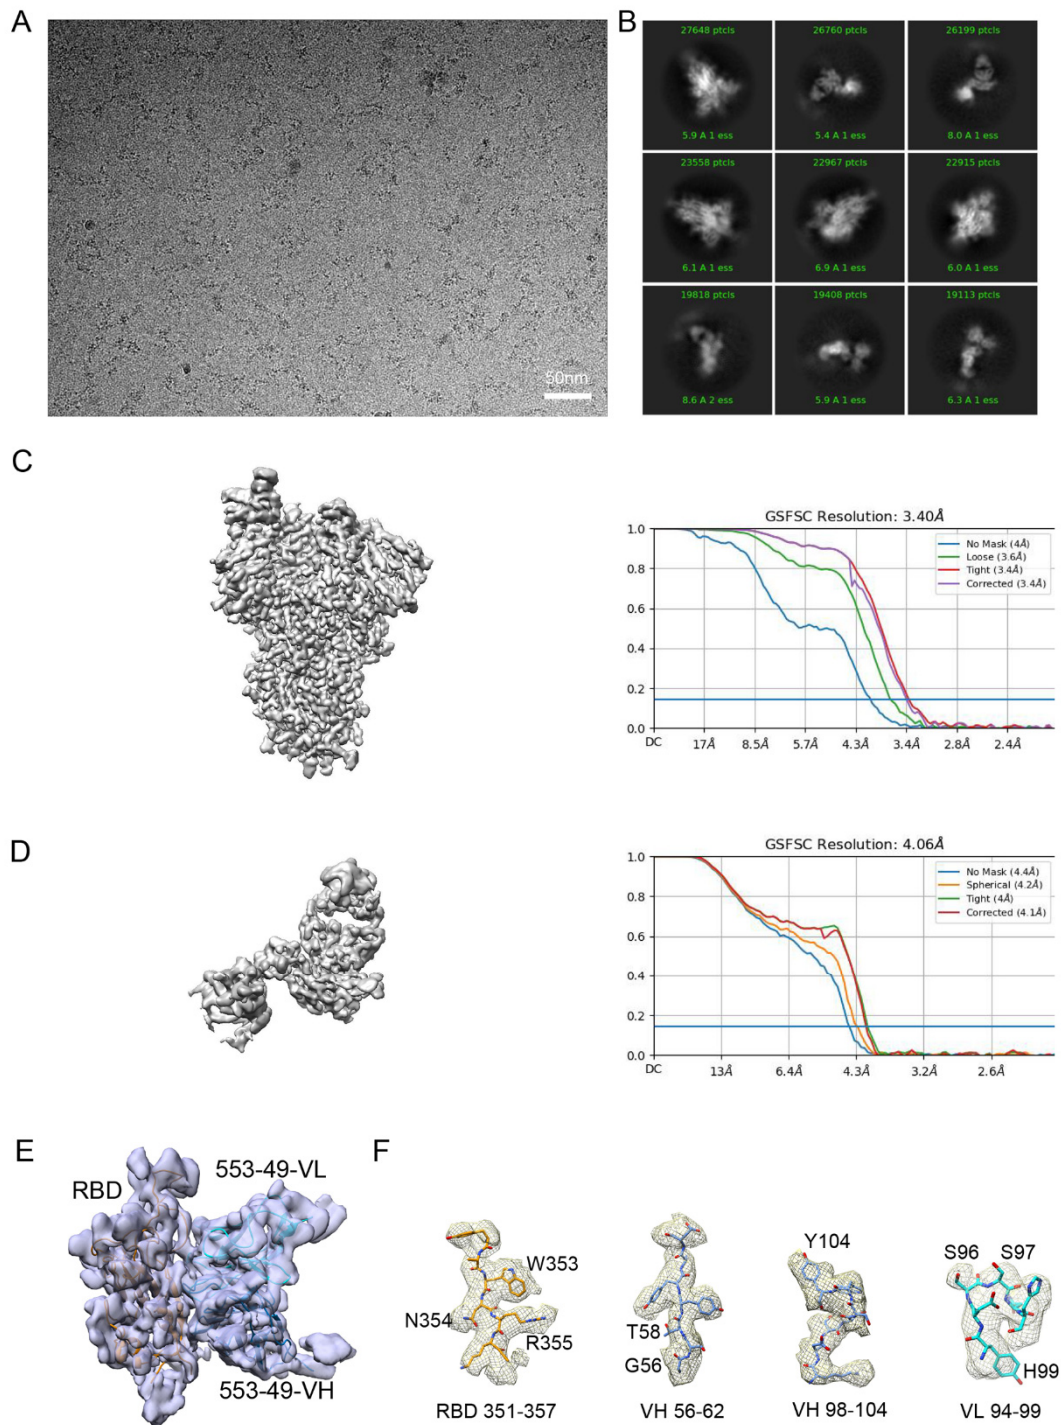 A
50nm
B
27648 ptcls
26760 ptcls
26199 ptcls
5.9 A 1 ess
5.4 A 1 ess
8.0 A 1 ess
23558 ptcls
22967 ptcls
22915 ptcls
6.1 A 1 ess
6.9 A 1 ess
6.0 A 1 ess
19818 ptcls
19408 ptcls
19113 ptcls
8.6 A 2 ess
5.9 A 1 ess
6.3 A 1 ess
C
GSFSC Resolution: 3.40Å
1.0
0.8
0.6
0.4
0.2
0.0
No Mask (4Å)
Loose (3.6Å)
Tight (3.4Å)
Corrected (3.4Å)
DC 17Å 8.5Å 5.7Å 4.3Å 3.4Å 2.8Å 2.4Å
D
GSFSC Resolution: 4.06Å
1.0
0.8
0.6
0.4
0.2
0.0
No Mask (4.4Å)
Spherical (4.2Å)
Tight (4Å)
Corrected (4.1Å)
DC 13Å 6.4Å 4.3Å 3.2Å 2.6Å
E
RBD
553-49-VL
553-49-VH
F
W353
N354
R355
RBD 351-357
T58
G56
VH 56-62
Y104
VH 98-104
S96 S97
H99
VL 94-99